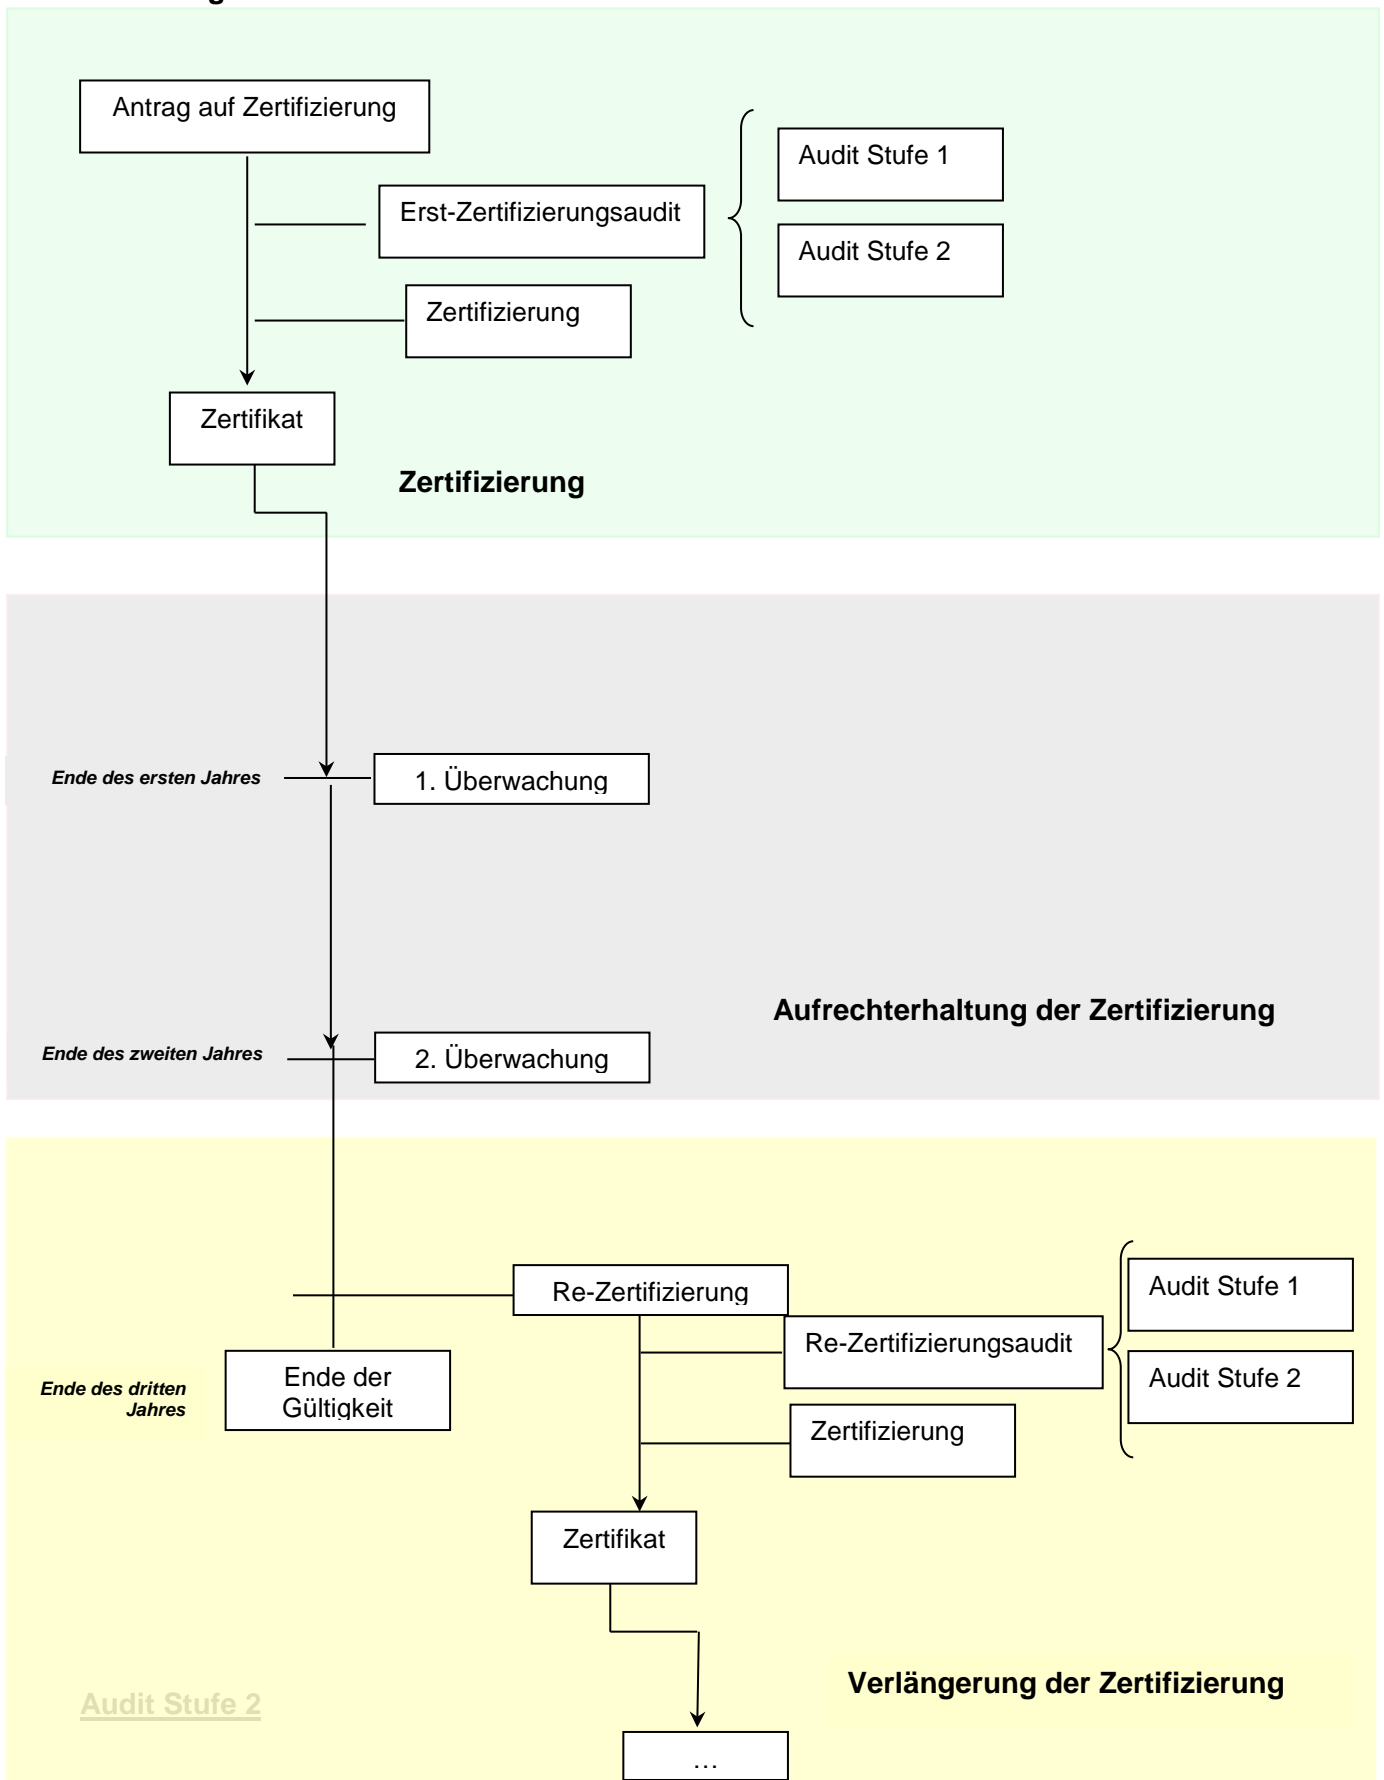 Antrag auf Zertifizierung
Audit Stufe 1
Erst-Zertifizierungsaudit
Audit Stufe 2
Zertifizierung
Zertifikat
Zertifizierung
Ende des ersten Jahres
1. Überwachung
Aufrechterhaltung der Zertifizierung
Ende des zweiten Jahres
2. Überwachung
Re-Zertifizierung
Audit Stufe 1
Re-Zertifizierungsaudit
Ende der
Gültigkeit
Ende des dritten
Jahres
Audit Stufe 2
Zertifizierung
Zertifikat
Verlängerung der Zertifizierung
Audit Stufe 2
…